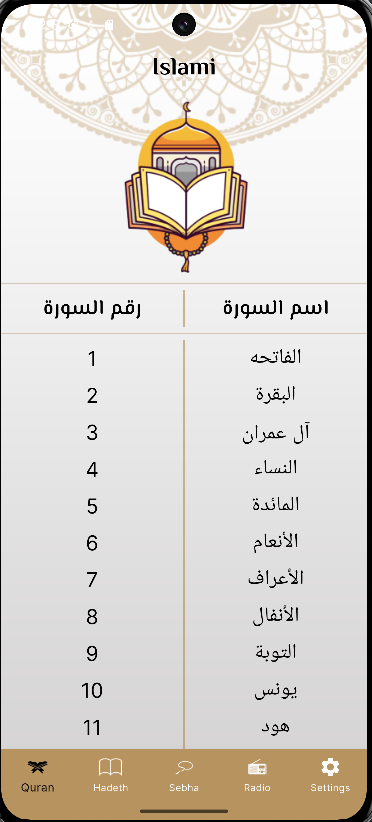 Islami
اسم السورة رقم السورة
الفاتحه 1
البقرة 2
آل عمران 3
النساء 4
المائدة 5
الأنعام 6
الأعراف 7
الأنفال 8
التوبة 9
يونس 10
هود 11
Quran Hadeth Sebha Radio Settings